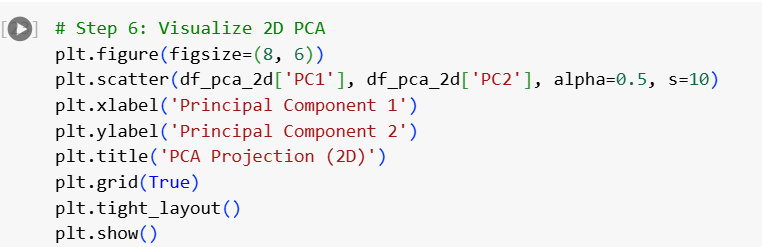 # Step 6: Visualize 2D PCA
plt.figure(figsize=(8, 6))
plt.scatter(df_pca_2d['PC1'], df_pca_2d['PC2'], alpha=0.5, s=10)
plt.xlabel('Principal Component 1')
plt.ylabel('Principal Component 2')
plt.title('PCA Projection (2D)')
plt.grid(True)
plt.tight_layout()
plt.show()